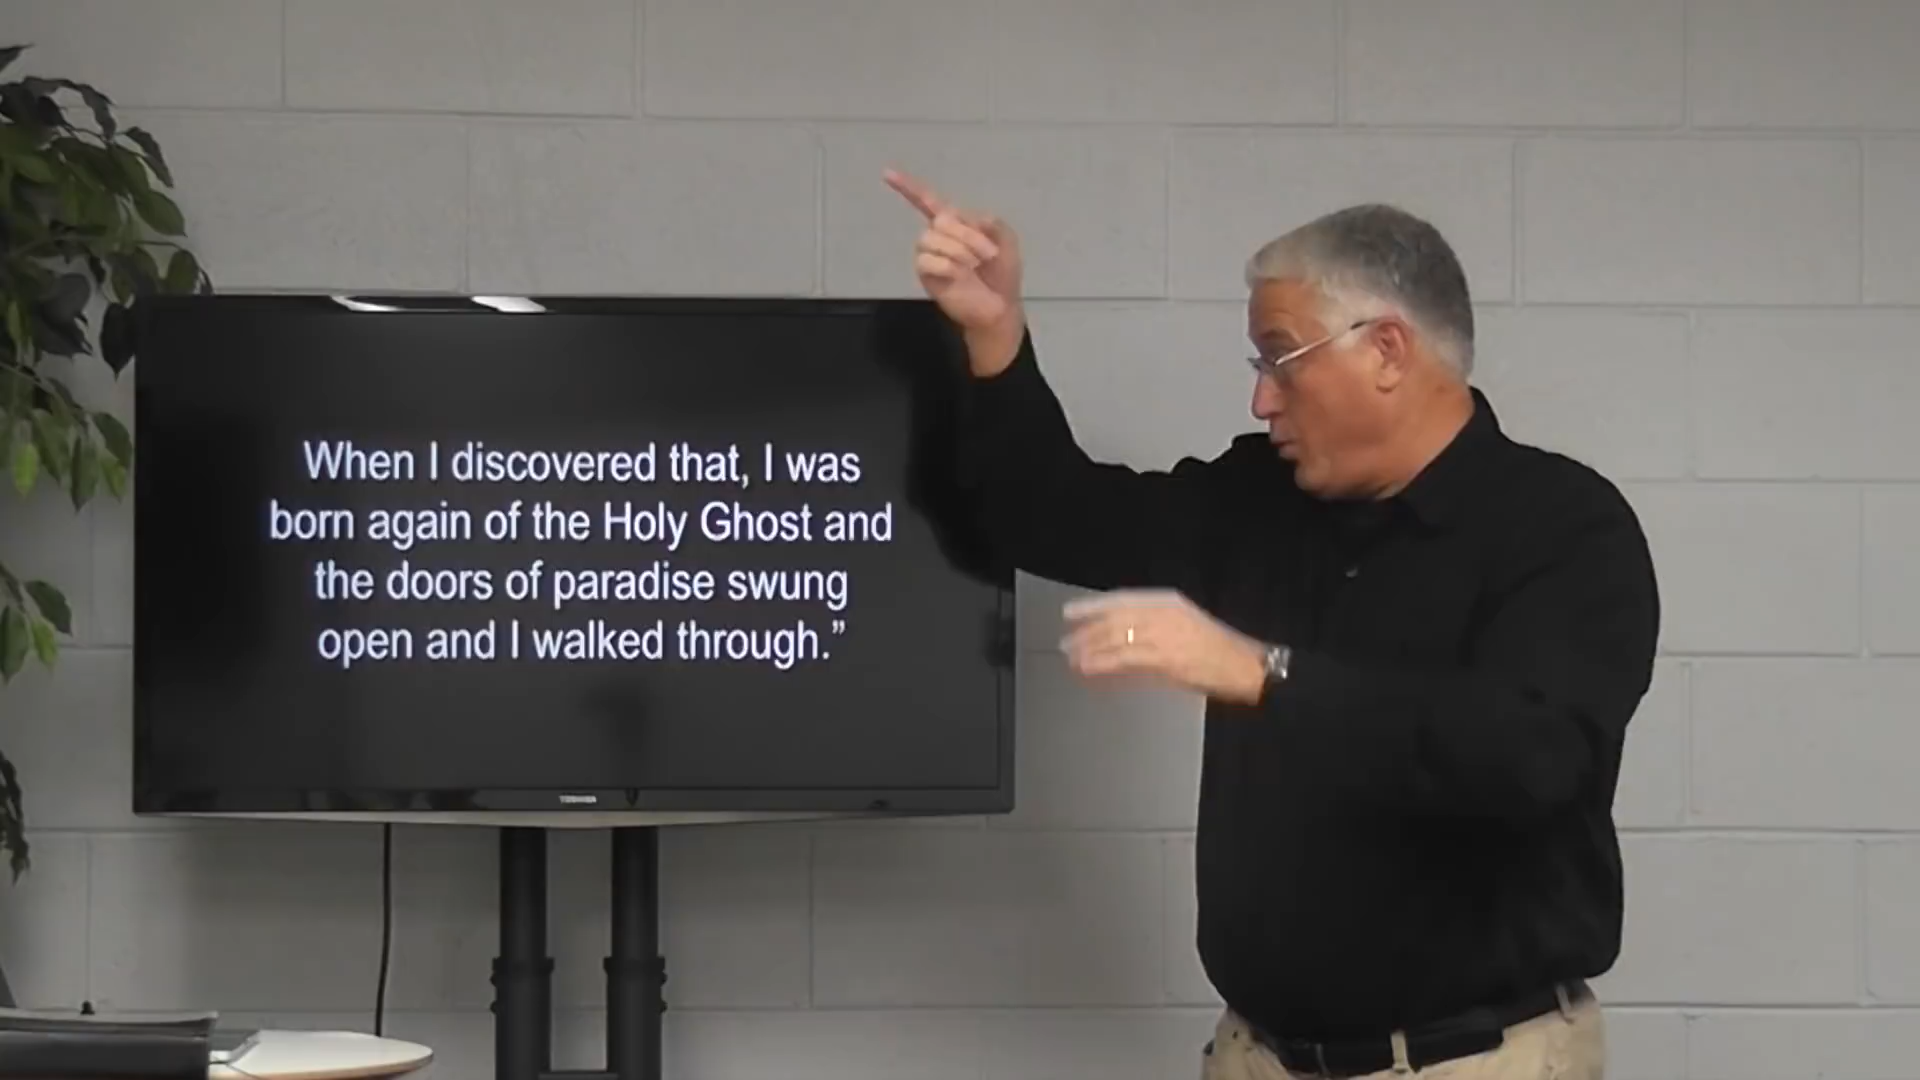 When I discovered that, I was
born again of the Holy Ghost and
the doors of paradise swung
open and I walked through.”
TOSHIBA